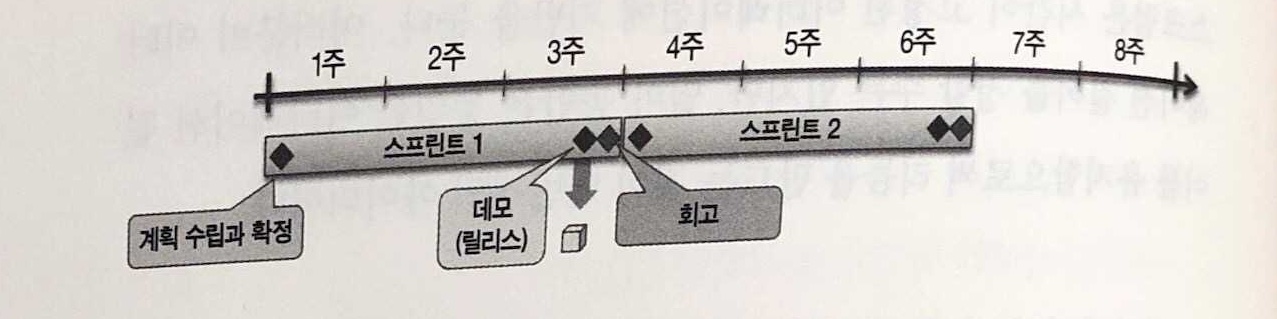 1주 2주 3주 4주 5주 6주 7주 8주
스프린트 1 스프린트 2
계획 수립과 확정
데모
(릴리스)
회고